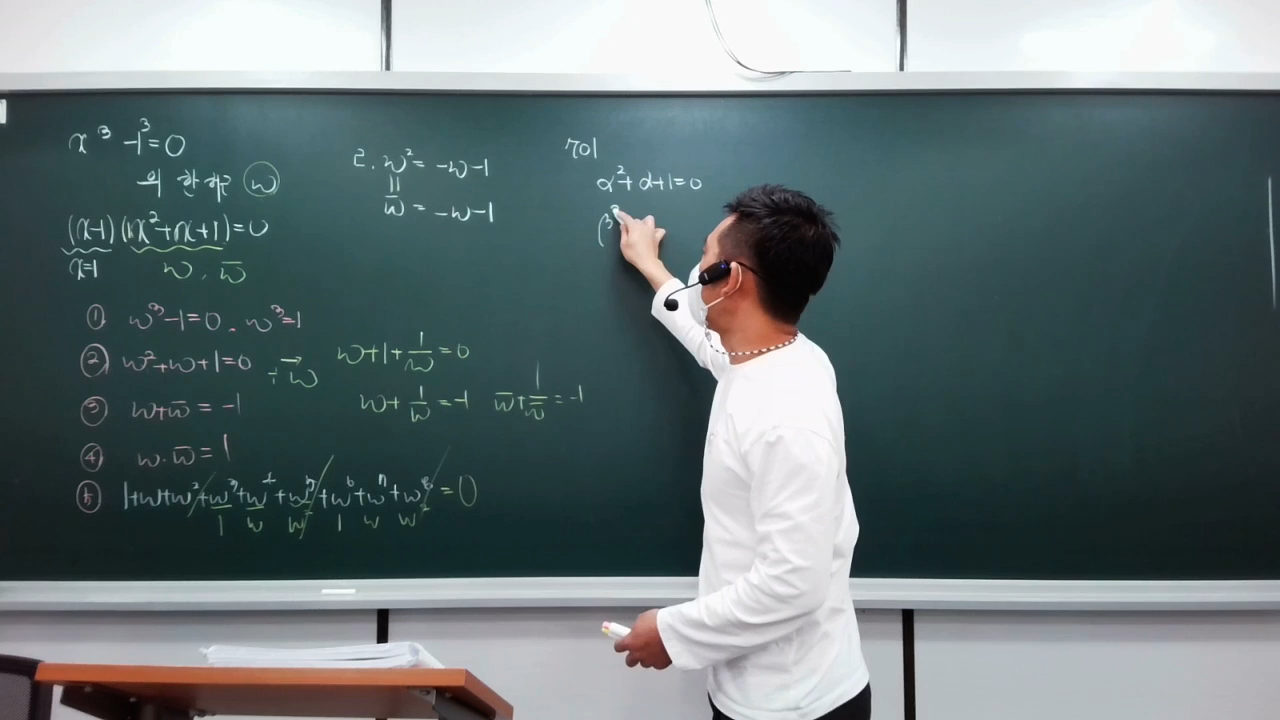 x³-1³=0
의 한 허근 ω
(x-1)(x²+x+1)=0
x=1 ω, ω̅
① ω³-1=0, ω³=1
② ω²+ω+1=0 ÷ω → ω+1+1/ω=0
ω+1/ω=-1 ω̅+1/ω̅=-1
③ ω+ω̅=-1
④ ω·ω̅=1
⑤ 1+ω+ω²+ω³+ω⁴+ω⁵+ω⁶+ω⁷+ω⁸=0
1 ω ω² 1 ω ω²
2. ω²=-ω-1
=
ω̅=-ω-1
701
α²+α+1=0
β³